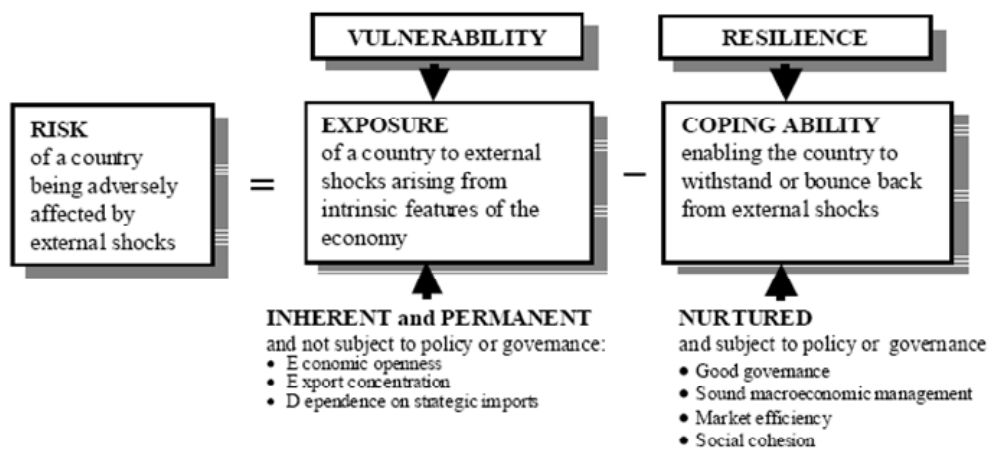 VULNERABILITY
RESILIENCE
RISK
of a country
being adversely
affected by
external shocks
=
EXPOSURE
of a country to external
shocks arising from
intrinsic features of the
economy
–
COPING ABILITY
enabling the country to
withstand or bounce back
from external shocks
INHERENT and PERMANENT
and not subject to policy or governance:
• E conomic openness
• E xport concentration
• D ependence on strategic imports
NURTURED
and subject to policy or governance
• Good governance
• Sound macroeconomic management
• Market efficiency
• Social cohesion